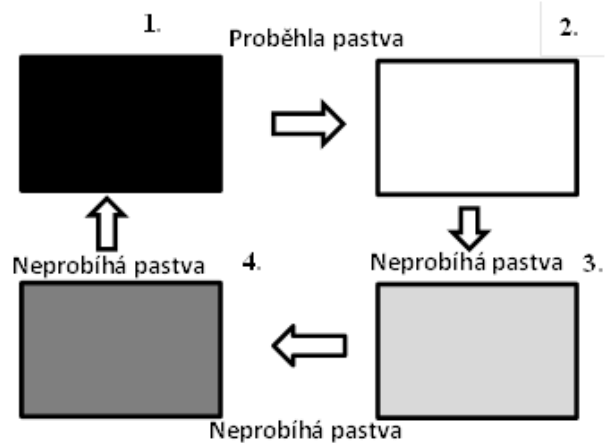 1.
Proběhla pastva
2.
Neprobíhá pastva
4.
Neprobíhá pastva
3.
Neprobíhá pastva